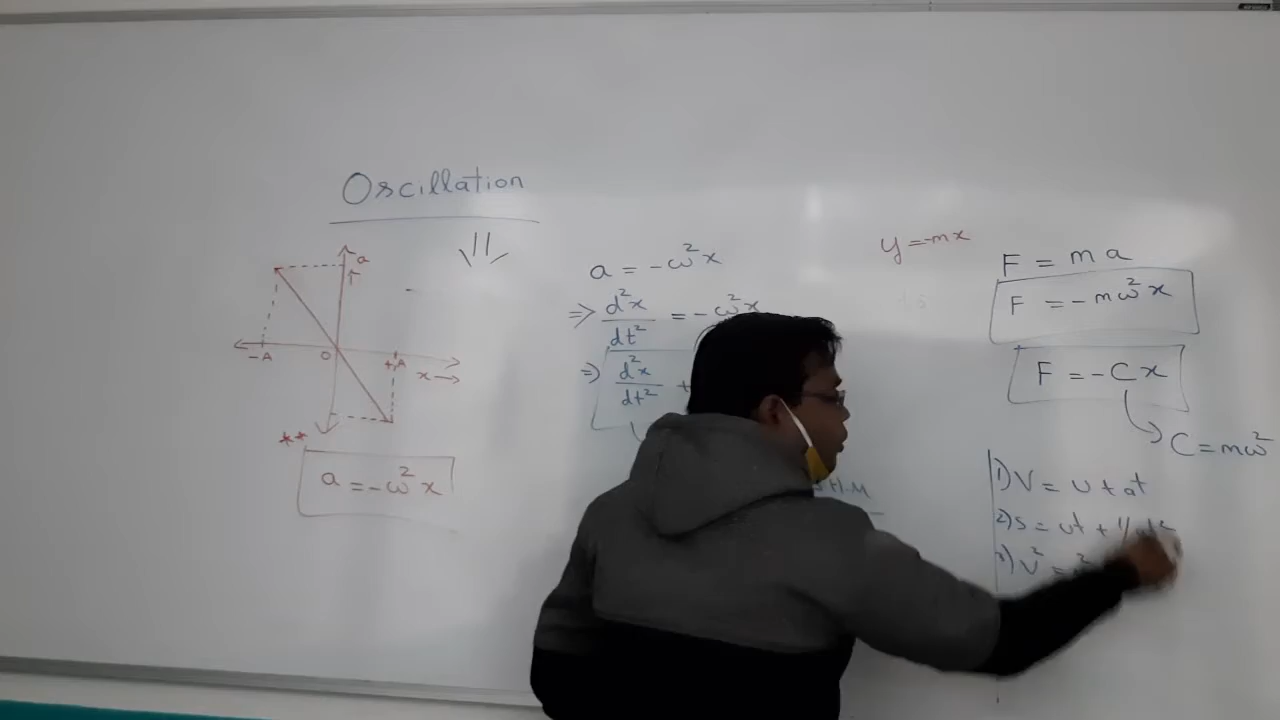 Oscillation
a
-A O +A x →
**
a = -ω²x
a = -ω²x
⇒ d²x/dt² = -ω²x
⇒ d²x/dt² +
H.M
y = -mx
F = ma
F = -mω²x
F = -Cx
C = mω²
1) V = u + at
2) S = ut + 1/ t²
3) V² =